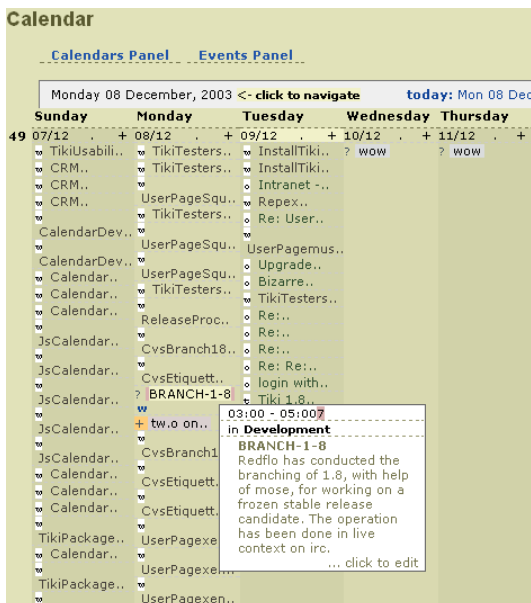 Calendar
Calendars Panel Events Panel
Monday 08 December, 2003 <- click to navigate today: Mon 08 Dec
Sunday Monday Tuesday Wednesday Thursday
49 07/12 . + 08/12 . + 09/12 . + 10/12 . + 11/12 . +
w TikiUsabili.. w TikiTesters.. w InstallTiki.. ? wow ? wow
w CRM.. w TikiTesters.. w InstallTiki..
w CRM.. w o Intranet -..
w CRM.. UserPageSqu.. w Repex..
w w TikiTesters.. o Re: User..
CalendarDev.. w w
w UserPageSqu.. UserPagemus..
CalendarDev.. w o Upgrade..
w Calendar.. UserPageSqu.. o Bizarre..
w Calendar.. w TikiTesters.. w TikiTesters..
w Calendar.. w o Re:..
w ReleaseProc.. o Re:..
JsCalendar.. w o Re:..
w CvsBranch18.. o Re: Re:..
JsCalendar.. w o login with..
w CvsEtiquett.. w Tiki 1.8..
JsCalendar.. ? BRANCH-1-8
w w
JsCalendar.. + tw.o on..
w w
JsCalendar.. CvsBranch1
w Calendar.. w
w Calendar.. CvsEtiquett.
w Calendar.. w
w CvsEtiquett.
TikiPackage.. w
w Calendar.. UserPagexe
w w
TikiPackage.. UserPagexen..
w w
UserPagexen..
03:00 - 05:007
in Development
BRANCH-1-8
Redflo has conducted the
branching of 1.8, with help
of mose, for working on a
frozen stable release
candidate. The operation
has been done in live
context on irc.
... click to edit